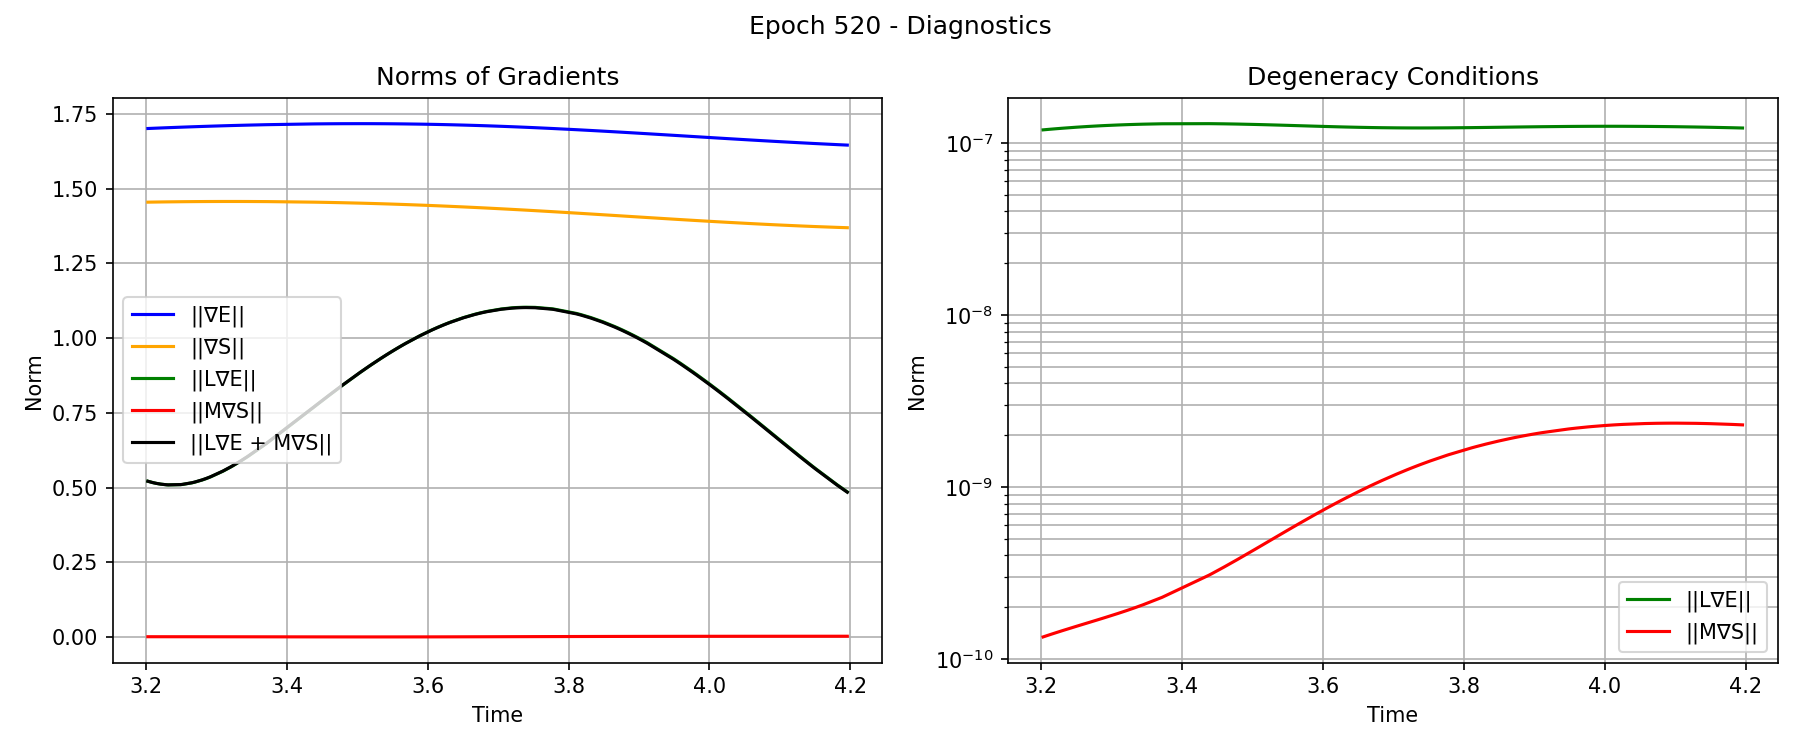 Epoch 520 - Diagnostics
Norms of Gradients
1.75
1.50
1.25
1.00
0.75
0.50
0.25
0.00
Norm
||∇E||
||∇S||
||L∇E||
||M∇S||
||L∇E + M∇S||
3.2
3.4
3.6
3.8
4.0
4.2
Time
Degeneracy Conditions
10⁻⁷
10⁻⁸
10⁻⁹
10⁻¹⁰
Norm
||L∇E||
||M∇S||
3.2
3.4
3.6
3.8
4.0
4.2
Time